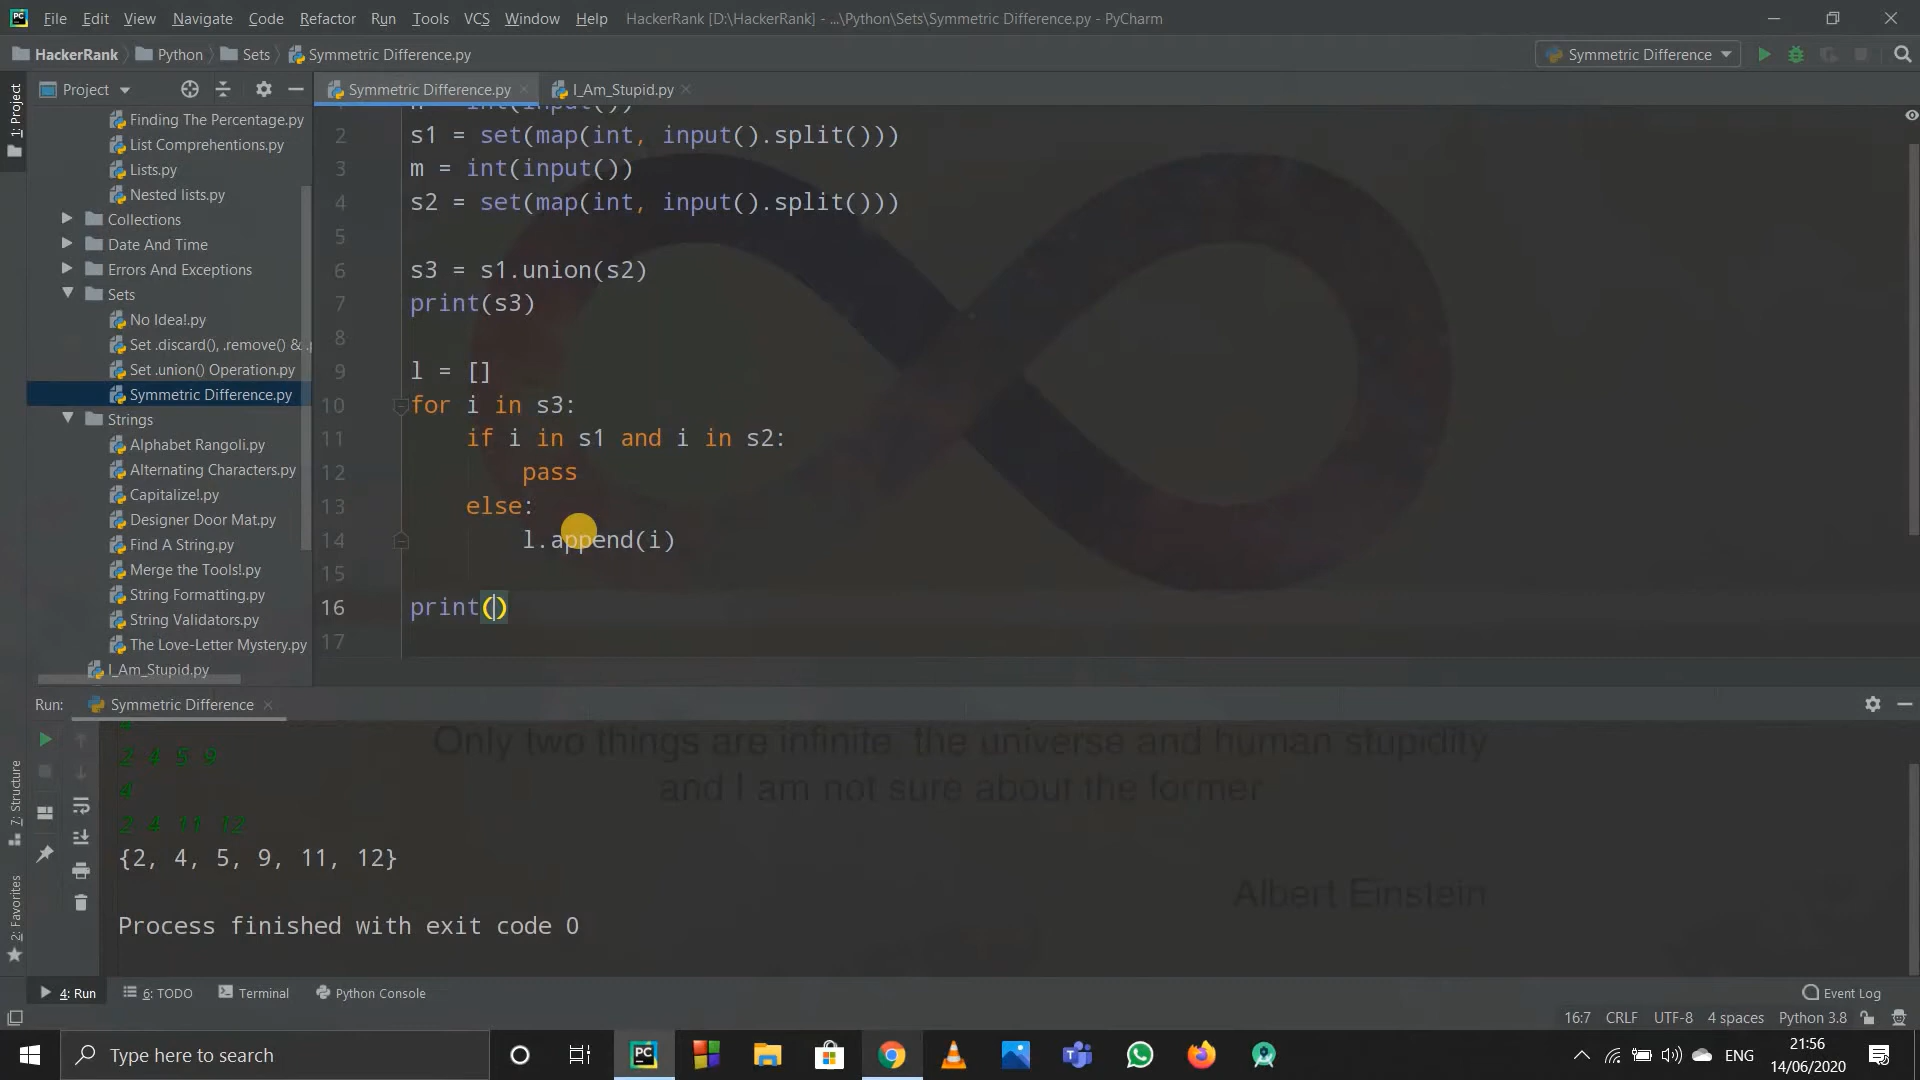 File Edit View Navigate Code Refactor Run Tools VCS Window Help HackerRank [D:\HackerRank] - ...\Python\Sets\Symmetric Difference.py - PyCharm
HackerRank Python Sets Symmetric Difference.py Symmetric Difference
1: Project
Project
Symmetric Difference.py I_Am_Stupid.py
Finding The Percentage.py
List Comprehentions.py
Lists.py
Nested lists.py
Collections
Date And Time
Errors And Exceptions
Sets
No Idea!.py
Set .discard(), .remove() & .p
Set .union() Operation.py
Symmetric Difference.py
Strings
Alphabet Rangoli.py
Alternating Characters.py
Capitalize!.py
Designer Door Mat.py
Find A String.py
Merge the Tools!.py
String Formatting.py
String Validators.py
The Love-Letter Mystery.py
I_Am_Stupid.py
2 s1 = set(map(int, input().split()))
3 m = int(input())
4 s2 = set(map(int, input().split()))
5
6 s3 = s1.union(s2)
7 print(s3)
8
9 l = []
10 for i in s3:
11 if i in s1 and i in s2:
12 pass
13 else:
14 l.append(i)
15
16 print()
17
Run: Symmetric Difference
2 4 5 9
4
2 4 11 12
{2, 4, 5, 9, 11, 12}
Process finished with exit code 0
Only two things are infinite the universe and human stupidity
and I am not sure about the former
Albert Einstein
7: Structure
2: Favorites
4: Run 6: TODO Terminal Python Console Event Log
16:7 CRLF UTF-8 4 spaces Python 3.8
Type here to search
PC
ENG
21:56
14/06/2020